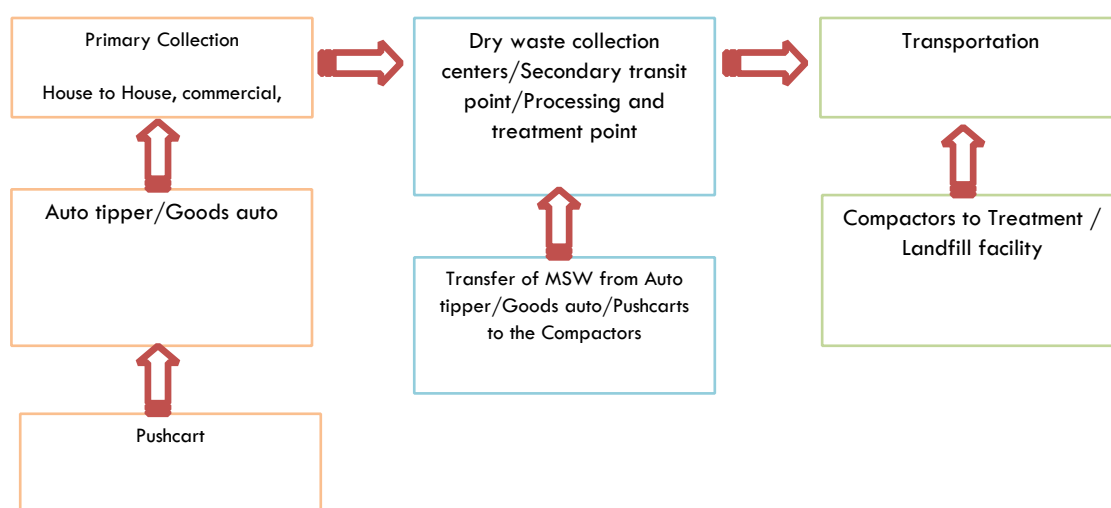 Primary Collection
House to House, commercial,
Dry waste collection
centers/Secondary transit
point/Processing and
treatment point
Transportation
Auto tipper/Goods auto
Transfer of MSW from Auto
tipper/Goods auto/Pushcarts
to the Compactors
Compactors to Treatment /
Landfill facility
Pushcart